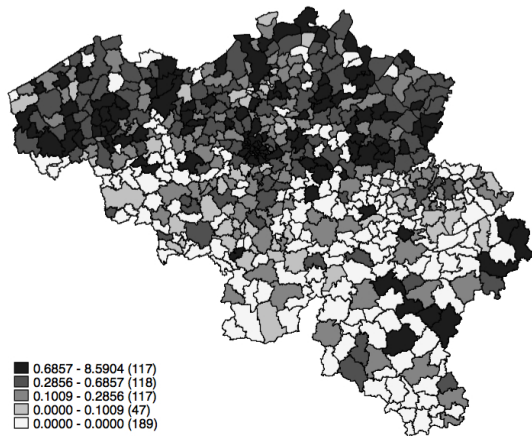 0.6857 - 8.5904 (117)
0.2856 - 0.6857 (118)
0.1009 - 0.2856 (117)
0.0000 - 0.1009 (47)
0.0000 - 0.0000 (189)